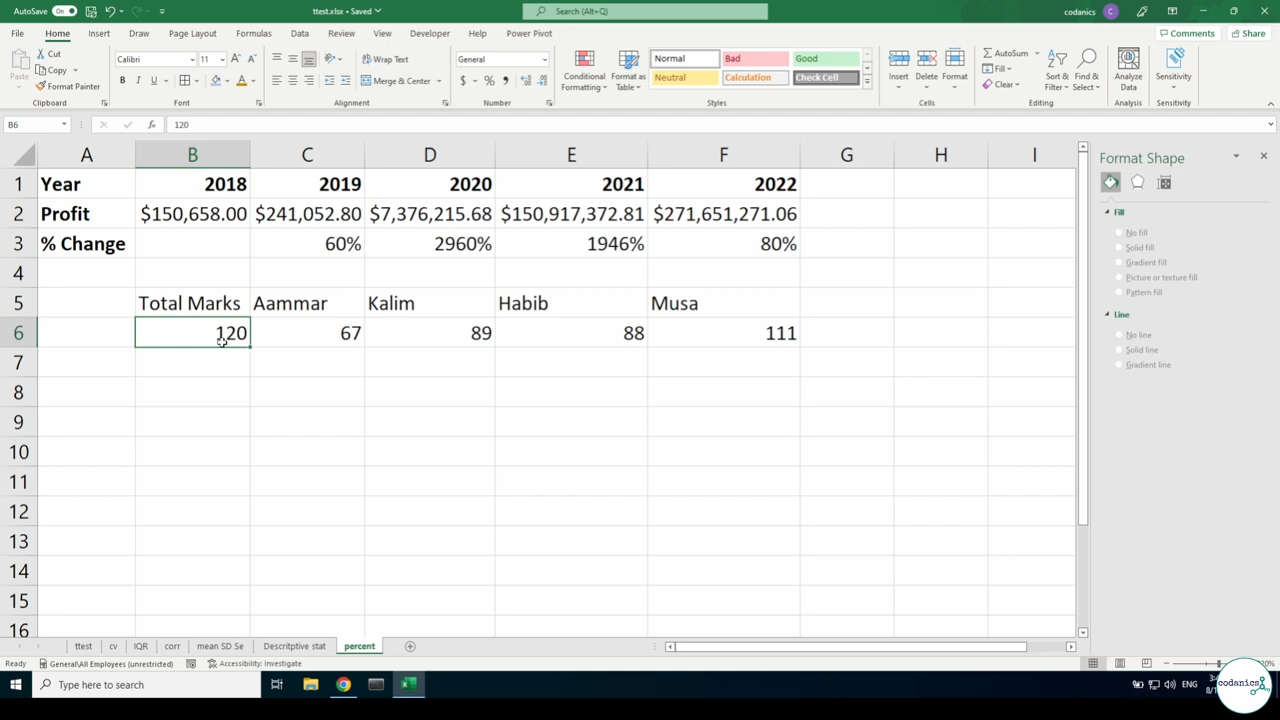 AutoSave On ttest.xlsx • Saved Search (Alt+Q) codanics C
File Home Insert Draw Page Layout Formulas Data Review View Developer Help Power Pivot Comments Share
Paste Cut Copy Format Painter
Calibri 11 B I U A
Wrap Text Merge & Center
General $ % ,
Conditional Formatting Format as Table
Normal Bad Good
Neutral Calculation Check Cell
Insert Delete Format
AutoSum Fill Clear Sort & Filter Find & Select
Analyze Data Sensitivity
Clipboard Font Alignment Number Styles Cells Editing Analysis Sensitivity
B6 fx 120
A B C D E F G H I
1 Year 2018 2019 2020 2021 2022
2 Profit $150,658.00 $241,052.80 $7,376,215.68 $150,917,372.81 $271,651,271.06
3 % Change 60% 2960% 1946% 80%
4
5 Total Marks Aammar Kalim Habib Musa
6 120 67 89 88 111
7
8
9
10
11
12
13
14
15
16
Format Shape
Fill
No fill
Solid fill
Gradient fill
Picture or texture fill
Pattern fill
Line
No line
Solid line
Gradient line
ttest cv IQR corr mean SD Se Descritptive stat percent
Ready General\All Employees (unrestricted) Accessibility: Investigate
Type here to search ENG
codanics